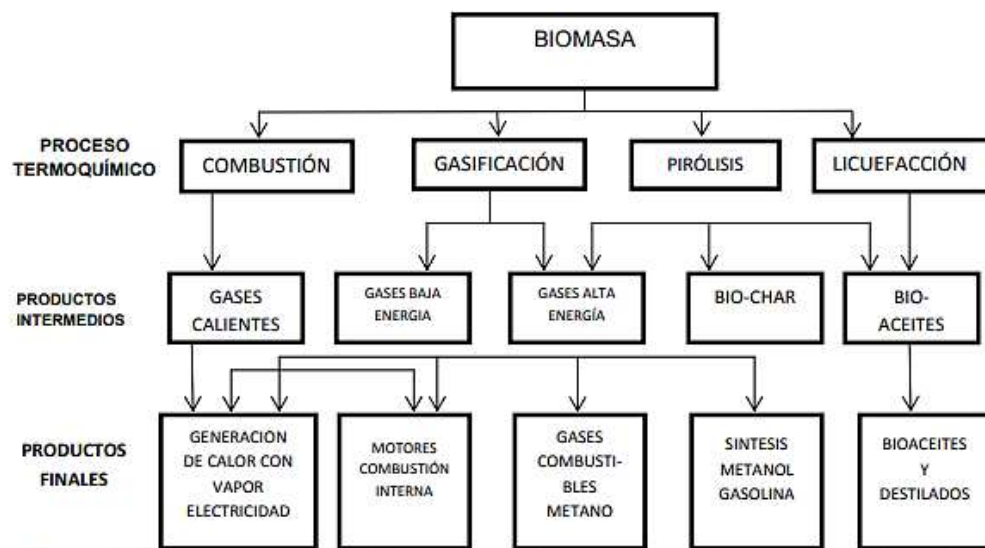 BIOMASA
PROCESO
TERMOQUÍMICO
COMBUSTIÓN
GASIFICACIÓN
PIRÓLISIS
LICUEFACCIÓN
PRODUCTOS
INTERMEDIOS
GASES
CALIENTES
GASES BAJA
ENERGIA
GASES ALTA
ENERGÍA
BIO-CHAR
BIO-
ACEITES
PRODUCTOS
FINALES
GENERACION
DE CALOR CON
VAPOR
ELECTRICIDAD
MOTORES
COMBUSTIÓN
INTERNA
GASES
COMBUSTI-
BLES
METANO
SINTESIS
METANOL
GASOLINA
BIOACEITES
Y
DESTILADOS